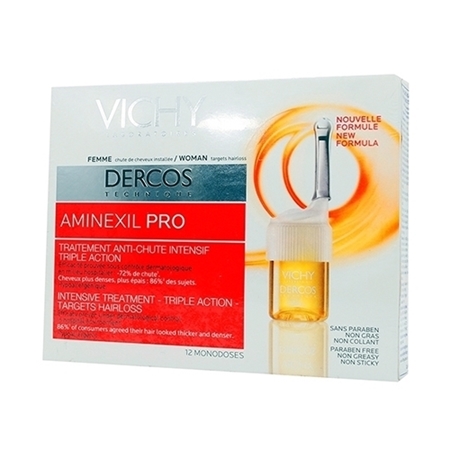 VICHY
LABORATOIRES
FEMME chute de cheveux installée / WOMAN targets hairloss
DERCOS
TECHNIQUE
AMINEXIL PRO
TRAITEMENT ANTI-CHUTE INTENSIF
TRIPLE ACTION
-72% de chute
Cheveux plus denses, plus épais : 86% des sujets.
INTENSIVE TREATMENT - TRIPLE ACTION -
TARGETS HAIRLOSS
86% of consumers agreed their hair looked thicker and denser.
12 MONODOSES
NOUVELLE
FORMULE
NEW
FORMULA
VICHY
DERCOS
SANS PARABEN
NON GRAS
NON COLLANT
PARABEN FREE
NON GREASY
NON STICKY